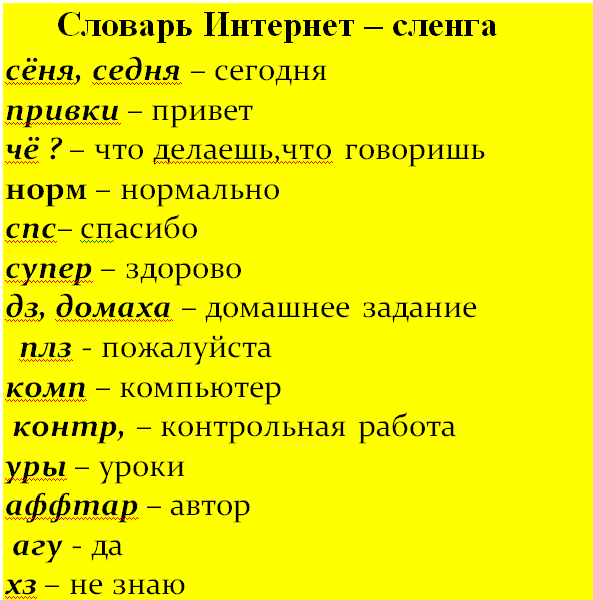 Словарь Интернет – сленга
сёня, седня – сегодня
привки – привет
чё ? – что делаешь,что говоришь
норм – нормально
спс– спасибо
супер – здорово
дз, домаха – домашнее задание
плз - пожалуйста
комп – компьютер
контр, – контрольная работа
уры – уроки
аффтар – автор
агу - да
хз – не знаю